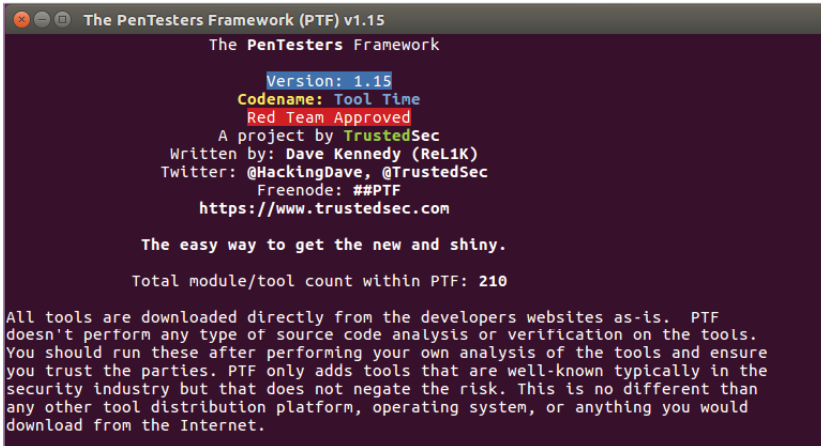 The PenTesters Framework (PTF) v1.15
The PenTesters Framework
Version: 1.15
Codename: Tool Time
Red Team Approved
A project by TrustedSec
Written by: Dave Kennedy (ReL1K)
Twitter: @HackingDave, @TrustedSec
Freenode: ##PTF
https://www.trustedsec.com
The easy way to get the new and shiny.
Total module/tool count within PTF: 210
All tools are downloaded directly from the developers websites as-is.  PTF
doesn't perform any type of source code analysis or verification on the tools.
You should run these after performing your own analysis of the tools and ensure
you trust the parties. PTF only adds tools that are well-known typically in the
security industry but that does not negate the risk. This is no different than
any other tool distribution platform, operating system, or anything you would
download from the Internet.